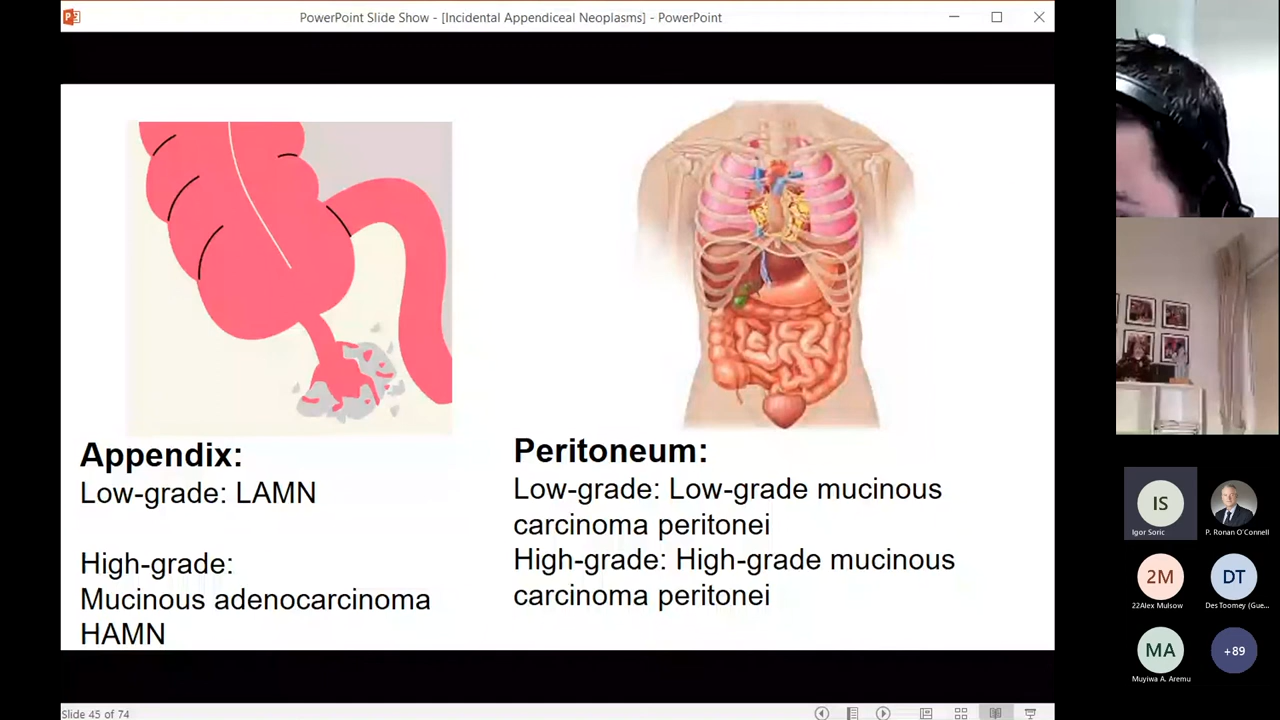 PowerPoint Slide Show - [Incidental Appendiceal Neoplasms] - PowerPoint
Appendix:
Low-grade: LAMN
High-grade:
Mucinous adenocarcinoma
HAMN
Peritoneum:
Low-grade: Low-grade mucinous
carcinoma peritonei
High-grade: High-grade mucinous
carcinoma peritonei
Slide 45 of 74
IS
Igor Soric
P. Ronan O'Connell
2M
22Alex Mulsow
DT
Des Toomey (Gue...
MA
Muyiwa A. Aremu
+89